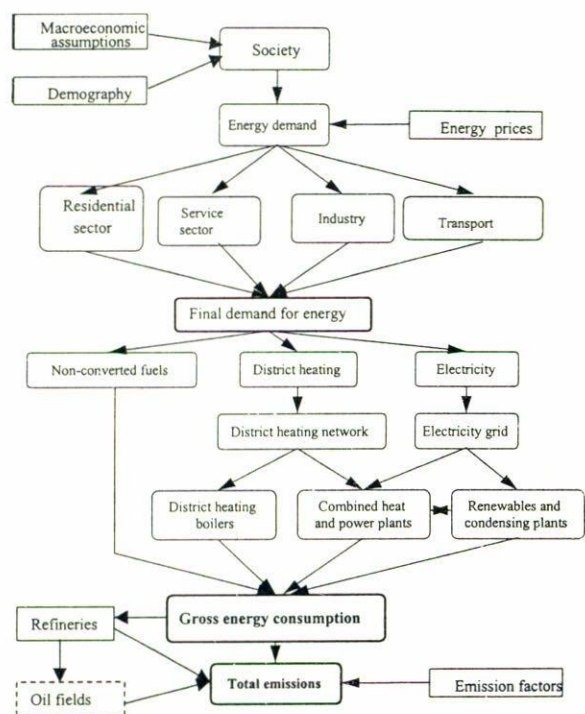 Macroeconomic
assumptions
Society
Demography
Energy demand
Energy prices
Residential
sector
Service
sector
Industry
Transport
Final demand for energy
Non-converted fuels
District heating
Electricity
District heating network
Electricity grid
District heating
boilers
Combined heat
and power plants
Renewables and
condensing plants
Gross energy consumption
Refineries
Oil fields
Total emissions
Emission factors